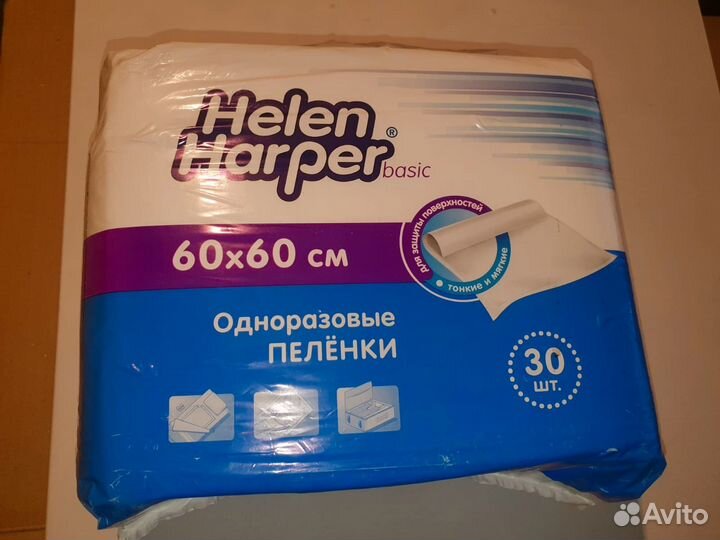 Helen
Harper®
basic
для защиты поверхностей
тонкие и мягкие
60x60 см
Одноразовые
ПЕЛЁНКИ
30
шт.
Avito